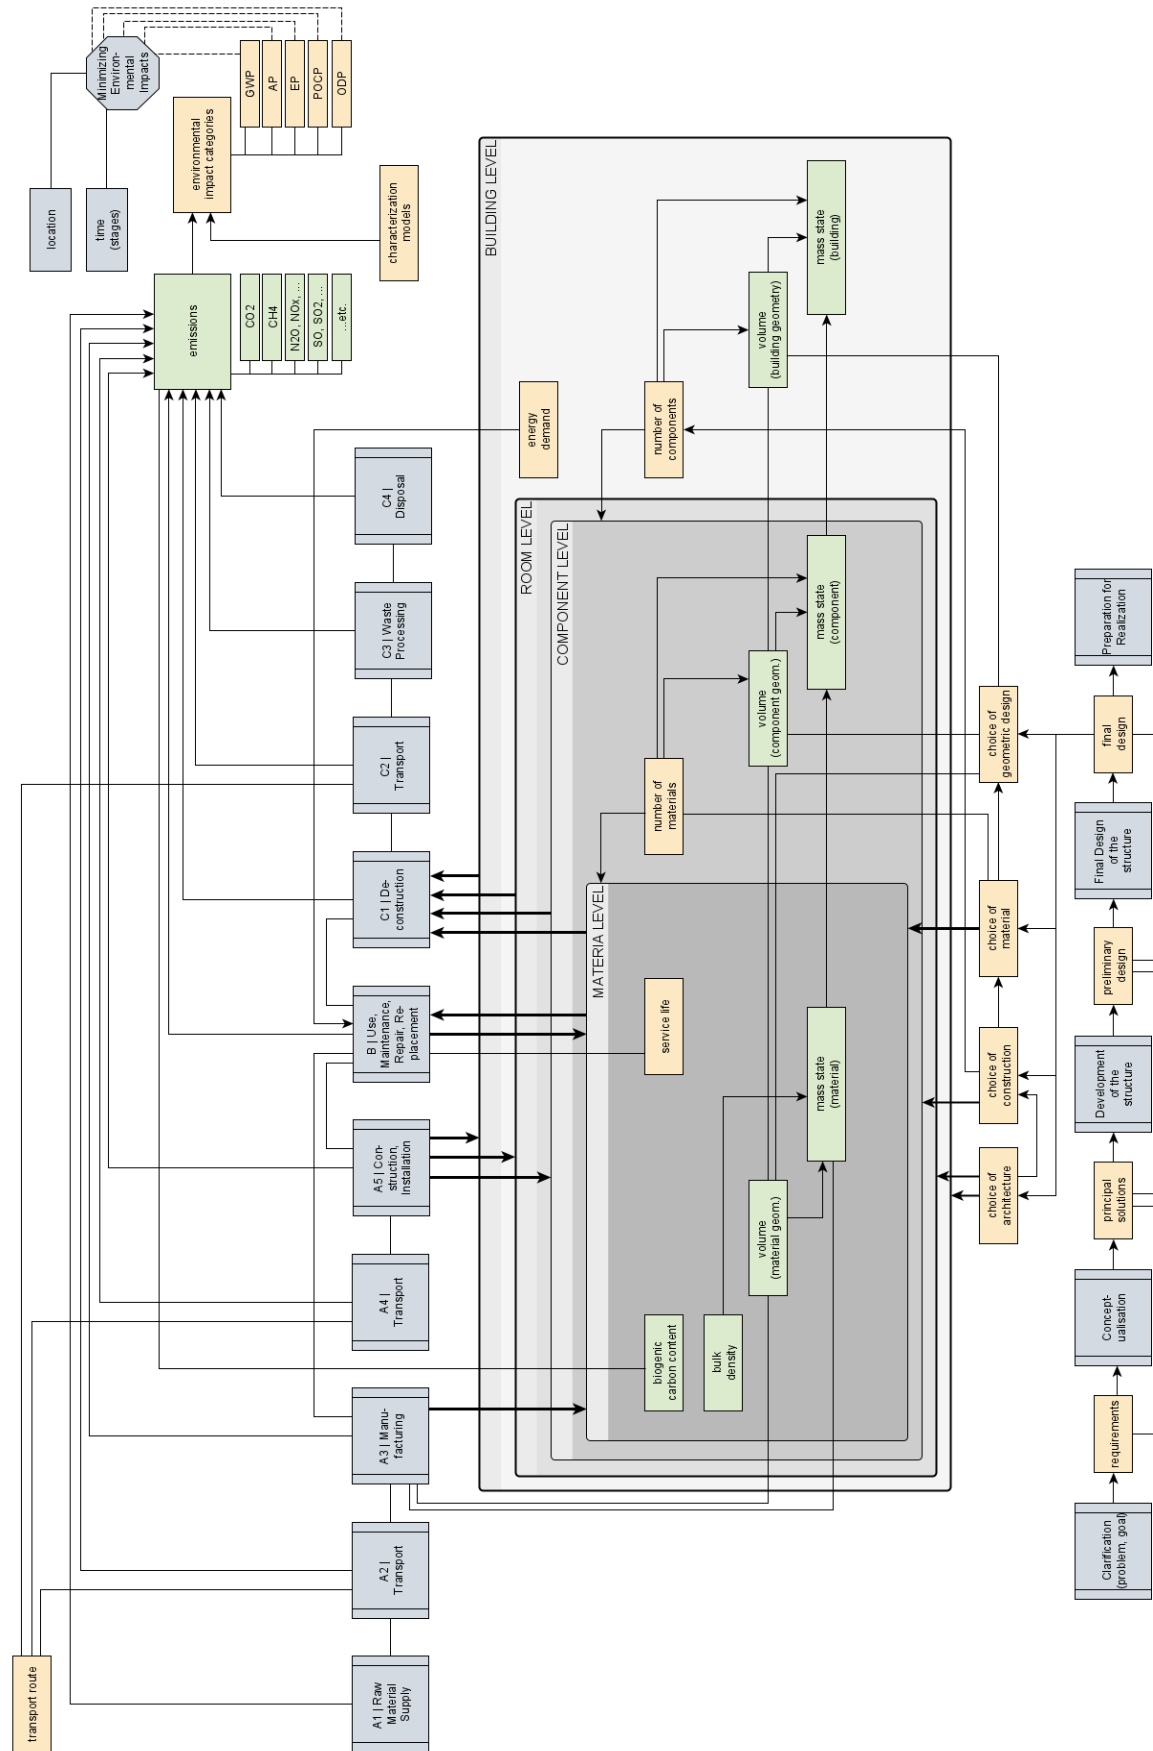 transport route
A1 | Raw
Material
Supply
A2 |
Transport
A3 | Manu-
facturing
A4 |
Transport
A5 | Con-
struction,
Installation
B | Use,
Maintenance,
Repair, Re-
placement
C1 | De-
construction
C2 |
Transport
C3 | Waste
Processing
C4 |
Disposal
emissions
CO2
CH4
N2O, NOx, ...
SO, SO2, ...
...etc.
location
time
(stages)
Minimizing
Environ-
mental
Impacts
environmental
impact categories
GWP
AP
EP
POCP
ODP
characterization
models
BUILDING LEVEL
energy
demand
number of
components
volume
(building geometry)
mass state
(building)
ROOM LEVEL
COMPONENT LEVEL
number of
materials
volume
(component geom.)
mass state
(component)
MATERIA LEVEL
biogenic
carbon content
bulk
density
service life
volume
(material geom.)
mass state
(material)
choice of
architecture
choice of
construction
choice of
material
choice of
geometric design
Clarification
(problem, goal)
requirements
Concept-
ualisation
principal
solutions
Development
of the
structure
preliminary
design
Final Design
of the
structure
final
design
Preparation for
Realization